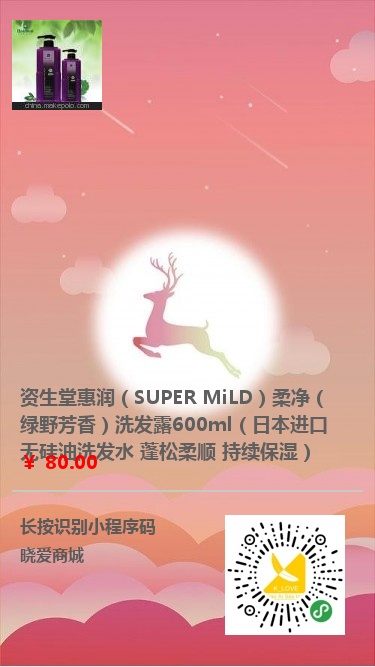 china.makepolo.com
资生堂惠润（SUPER MiLD）柔净（
绿野芳香）洗发露600ml（日本进口
无硅油洗发水 蓬松柔顺 持续保湿）
￥ 80.00
长按识别小程序码
晓爱商城
K_LOVE